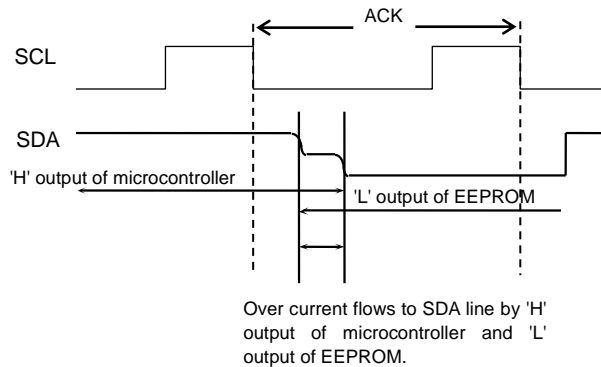 ACK
SCL
SDA
'H' output of microcontroller
'L' output of EEPROM
Over current flows to SDA line by 'H'
output of microcontroller and 'L'
output of EEPROM.